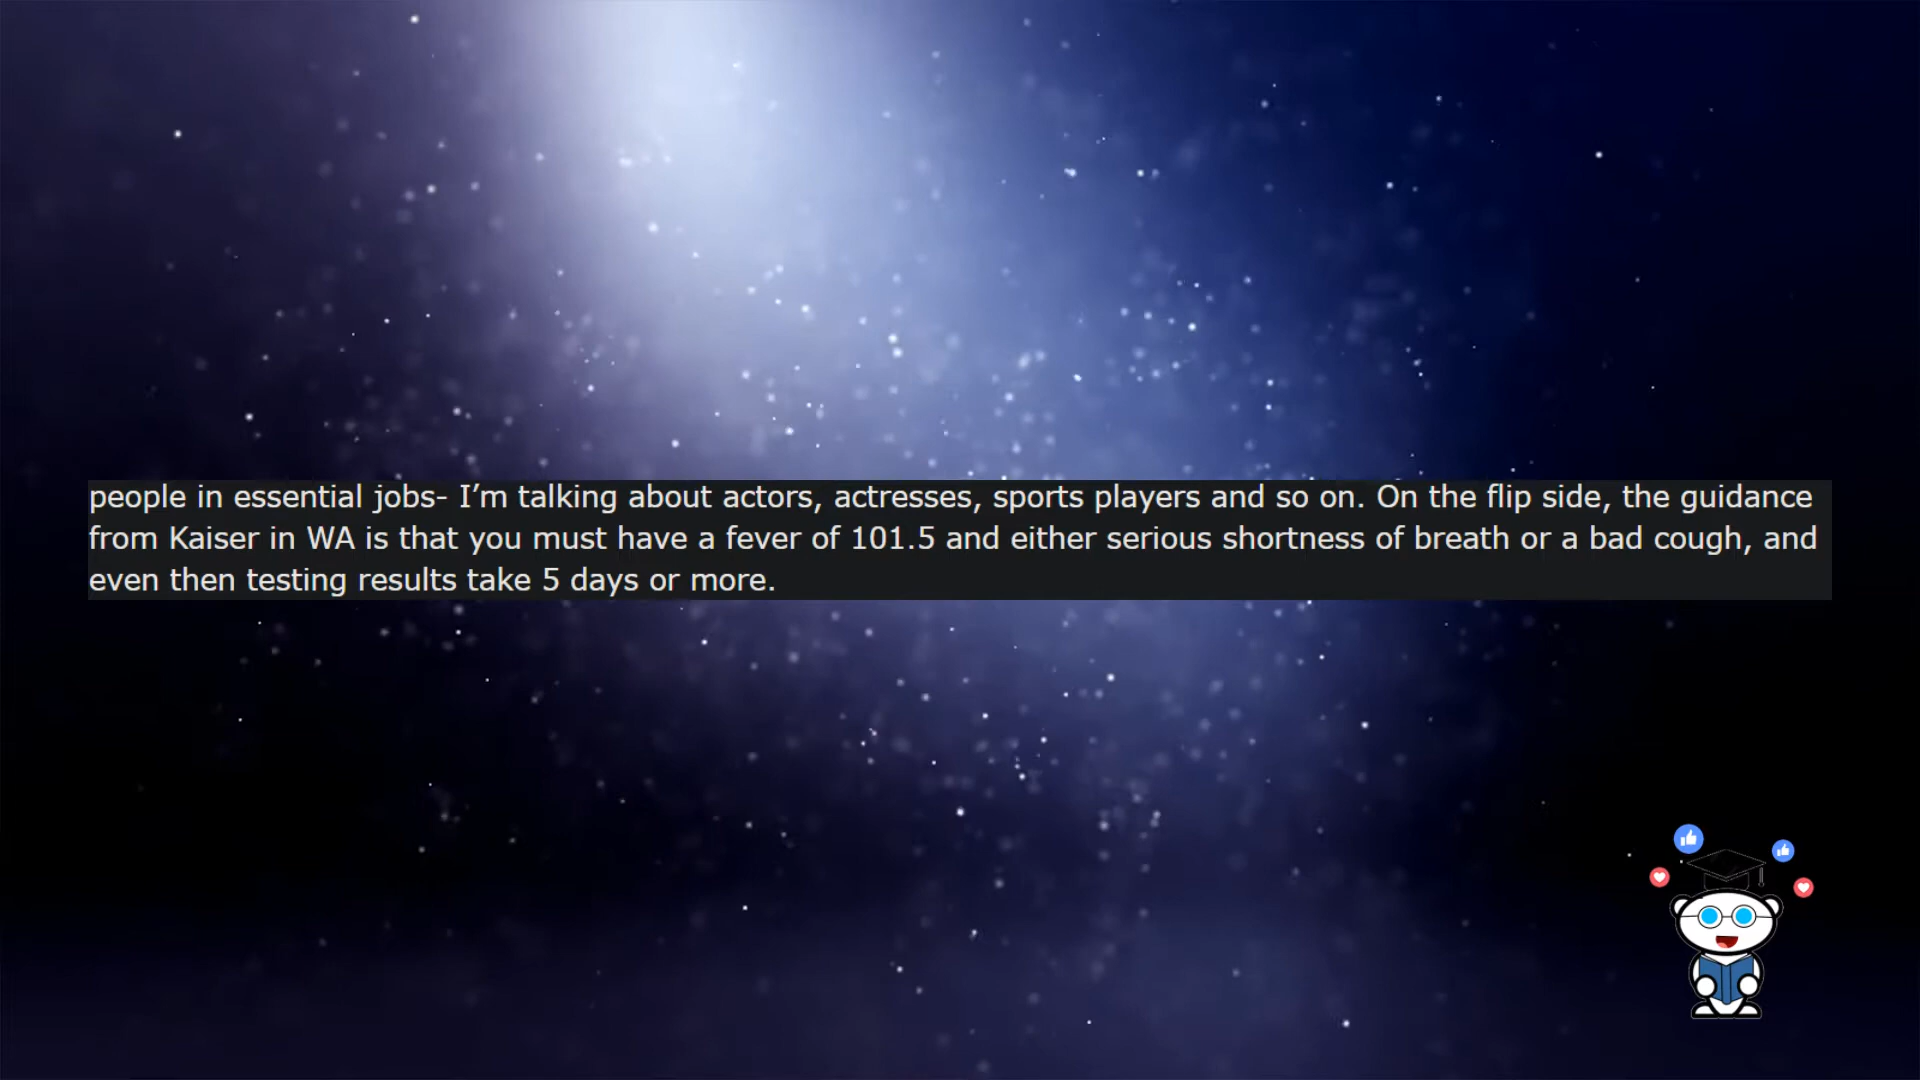 people in essential jobs- I’m talking about actors, actresses, sports players and so on. On the flip side, the guidance
from Kaiser in WA is that you must have a fever of 101.5 and either serious shortness of breath or a bad cough, and
even then testing results take 5 days or more.